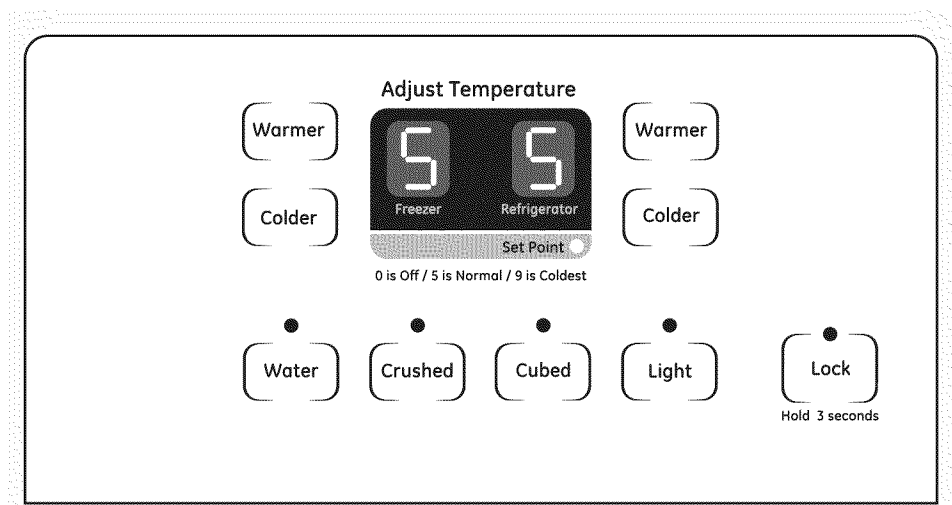 Adjust Temperature
Warmer
5
5
Warmer
Colder
Freezer
Refrigerator
Colder
Set Point
0 is Off / 5 is Normal / 9 is Coldest
Water
Crushed
Cubed
Light
Lock
Hold 3 seconds